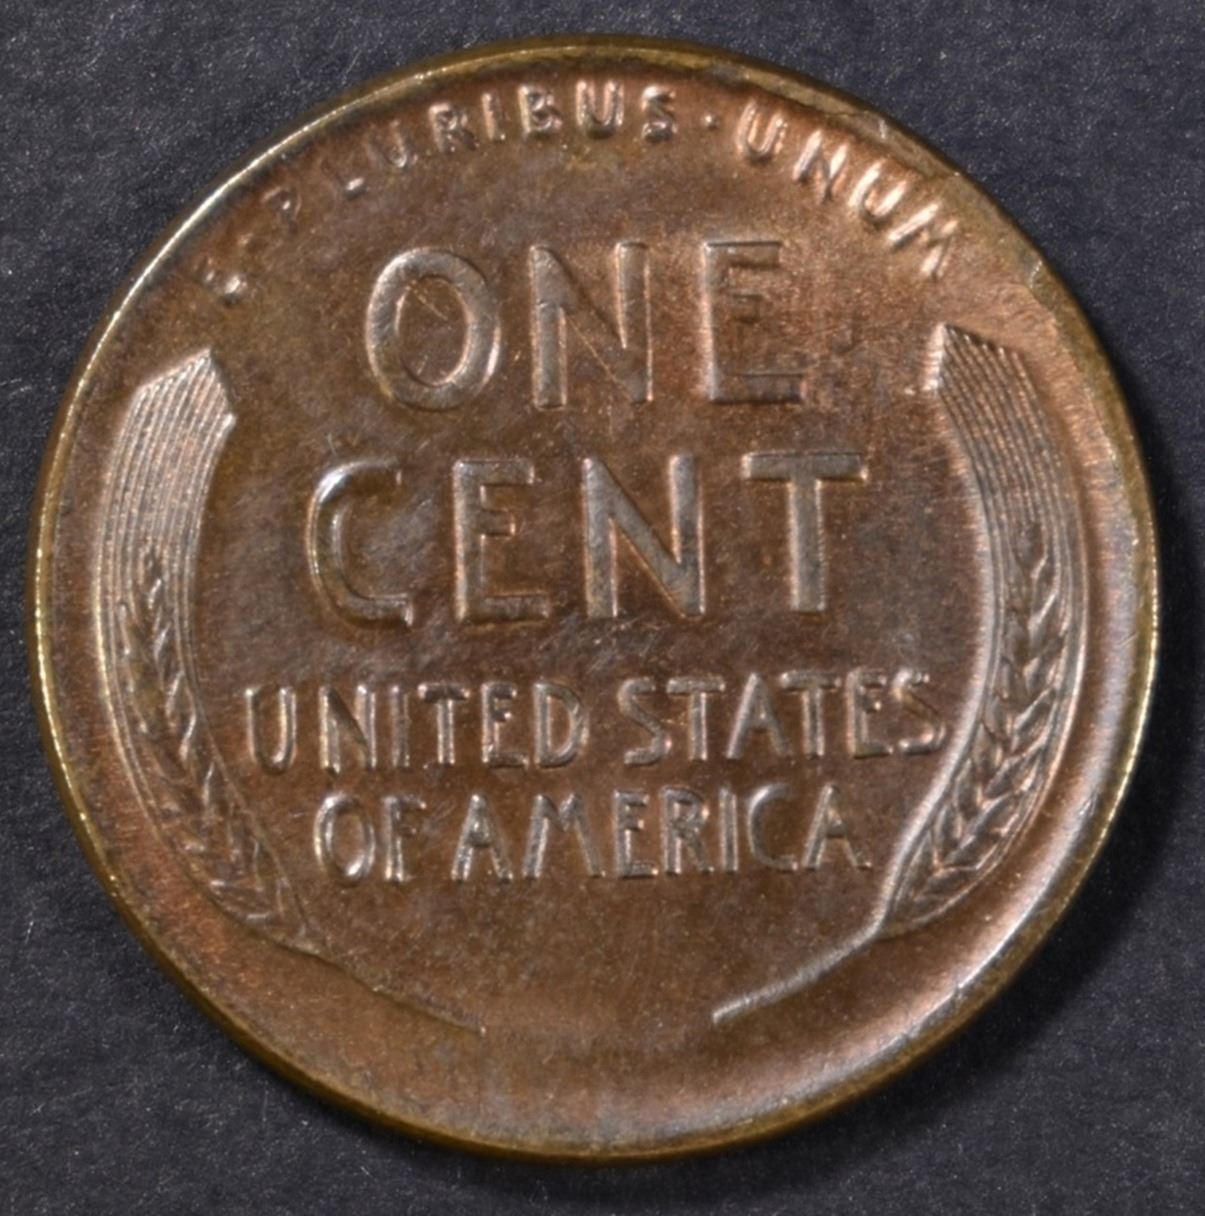 E · PLURIBUS · UNUM
ONE
CENT
UNITED STATES
OF AMERICA